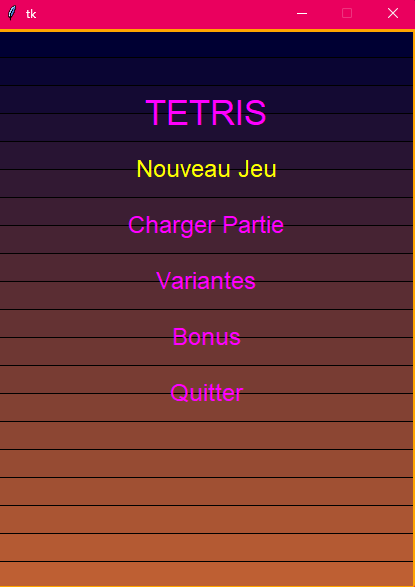 tk
TETRIS
Nouveau Jeu
Charger Partie
Variantes
Bonus
Quitter